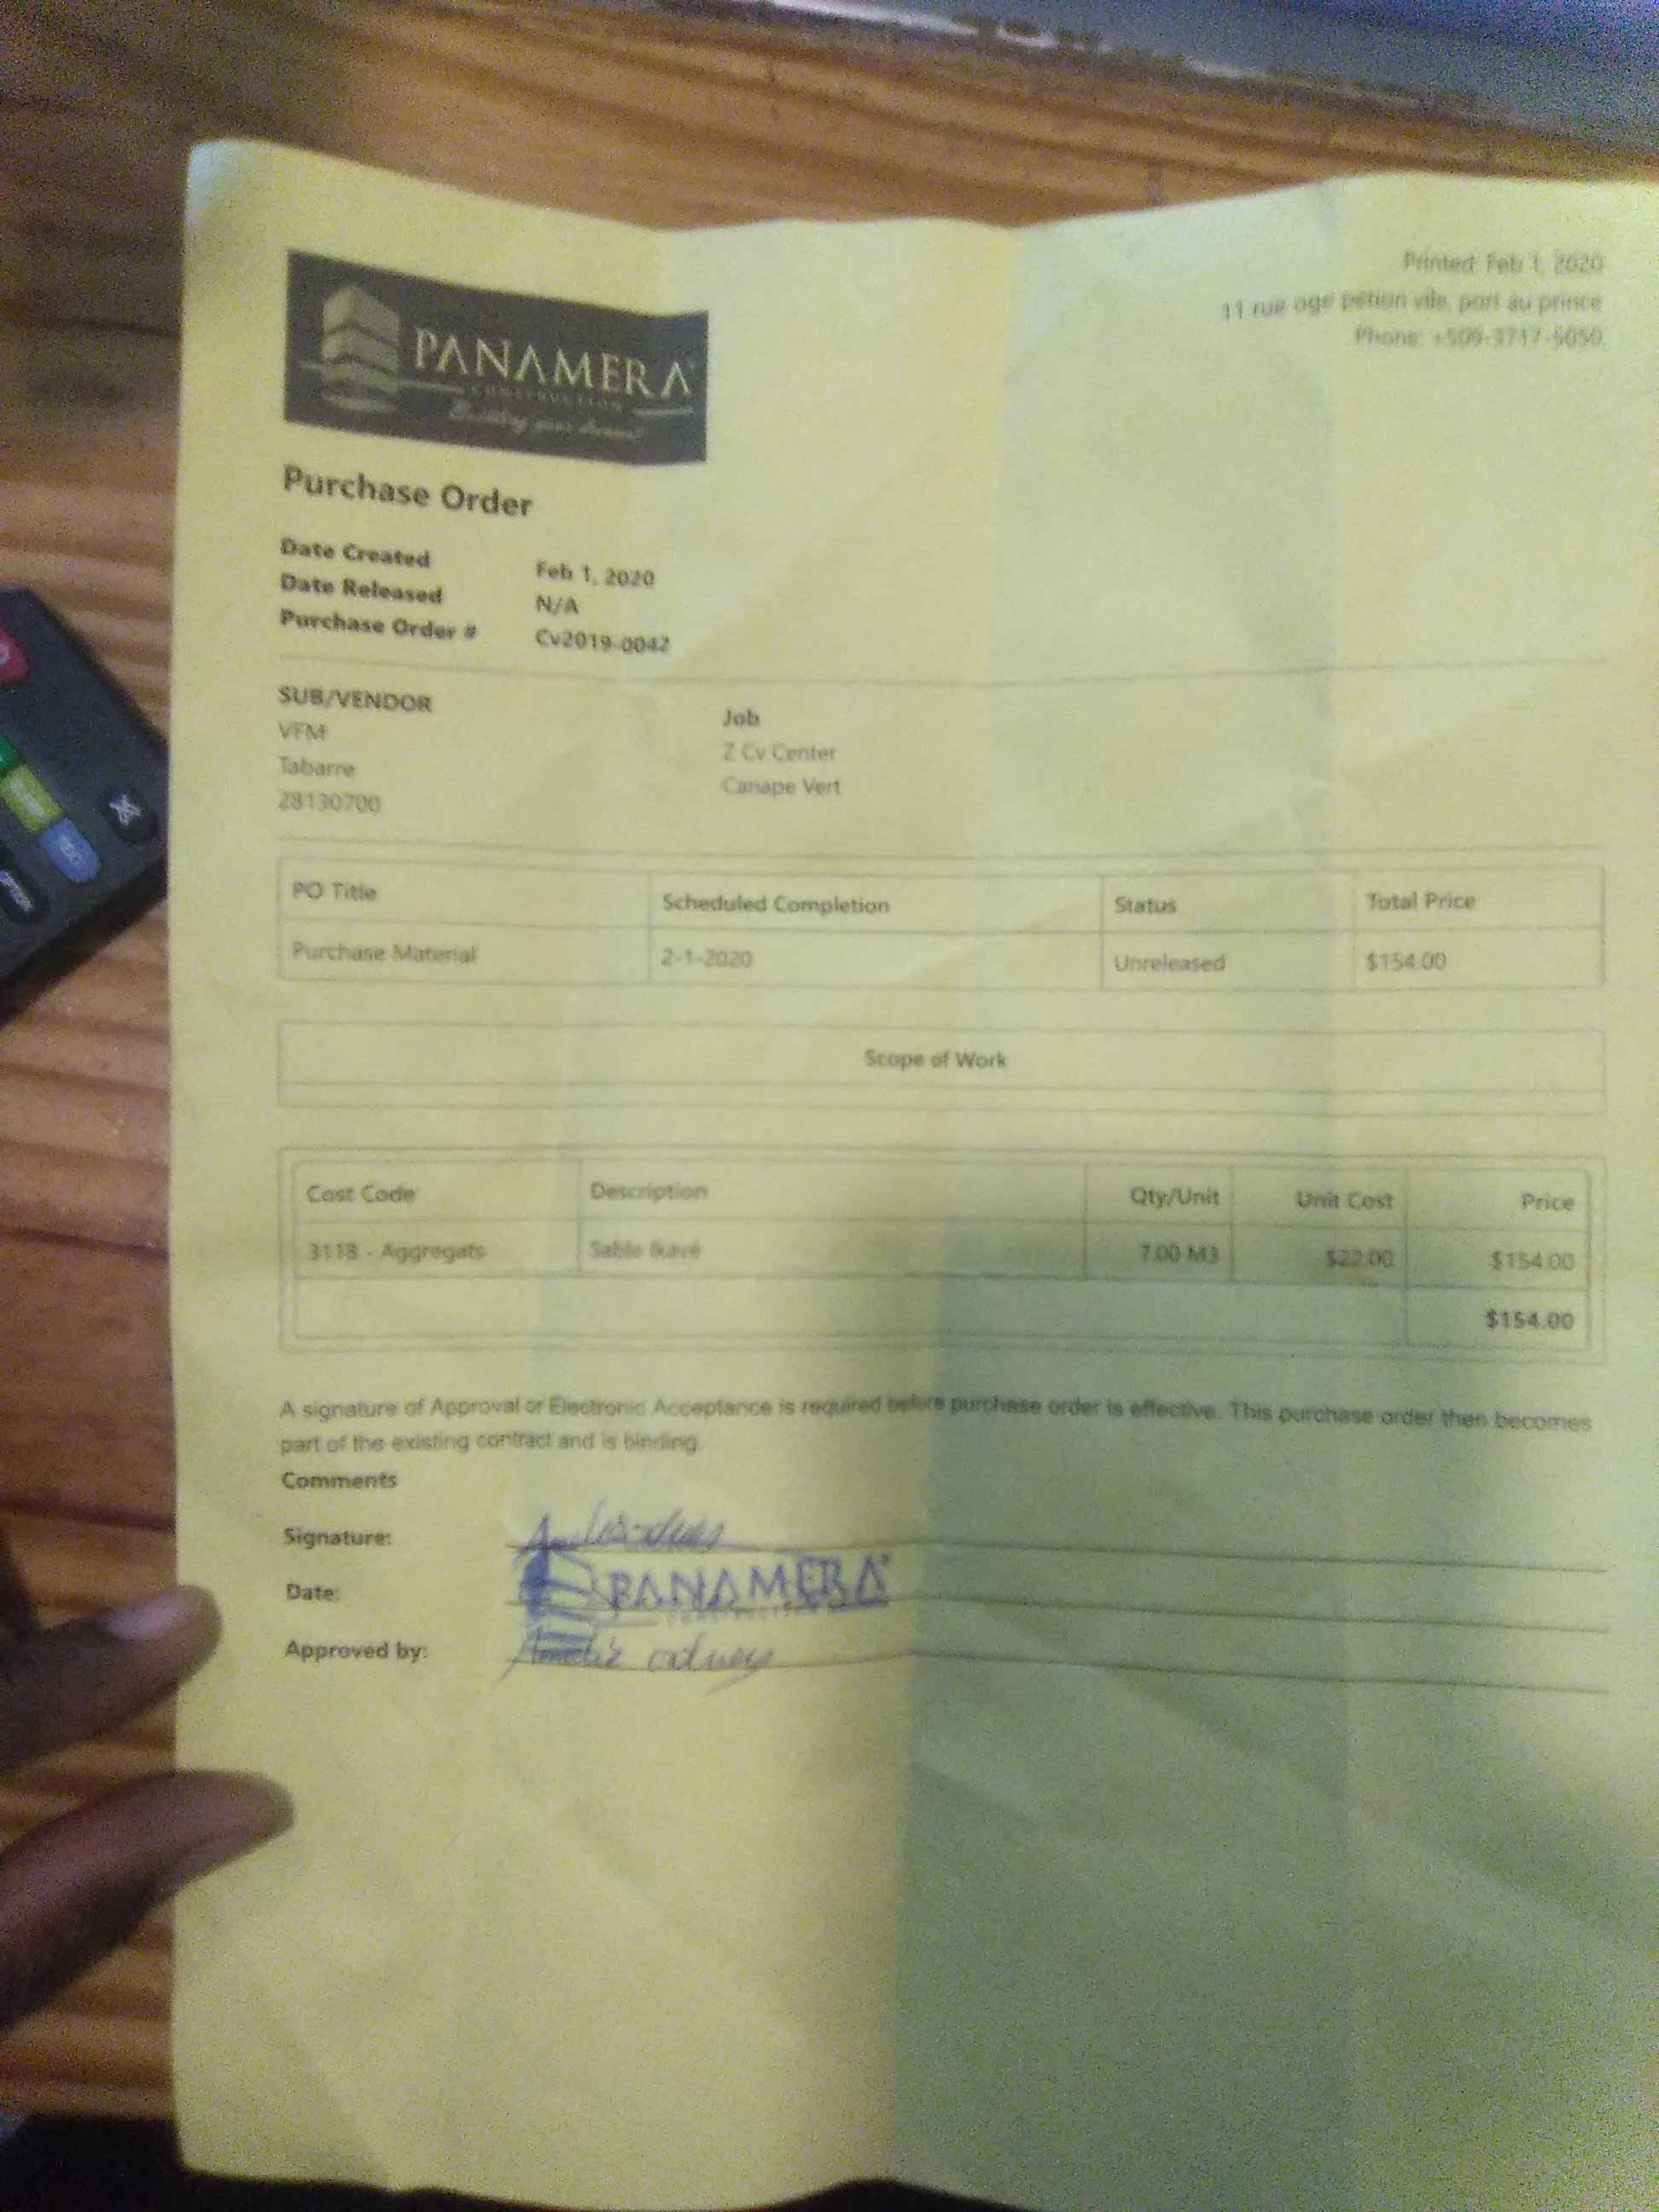 PANAMERA
CONSTRUCTION
Building your dreams!
Printed: Feb 1, 2020
11 rue oge petion vile, port au prince
Phone: +509-3717-5050
Purchase Order
Date Created Feb 1, 2020
Date Released N/A
Purchase Order # Cv2019-0042
SUB/VENDOR Job
VFM Z Cv Center
Tabarre Canape Vert
28130700
PO Title Scheduled Completion Status Total Price
Purchase Material 2-1-2020 Unreleased $154.00
Scope of Work
Cost Code Description Qty/Unit Unit Cost Price
3118 - Aggregats Sable lkavé 7.00 M3 $22.00 $154.00
$154.00
A signature of Approval or Electronic Acceptance is required before purchase order is effective. This purchase order then becomes
part of the existing contract and is binding.
Comments
Signature:
Date: PANAMERA
CONSTRUCTION
Approved by: